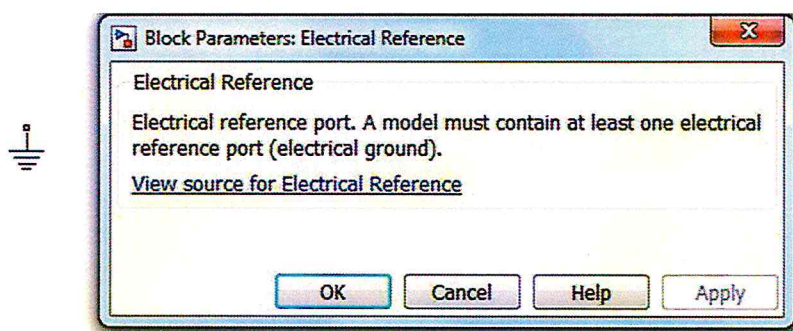 Block Parameters: Electrical Reference
Electrical Reference
Electrical reference port. A model must contain at least one electrical
reference port (electrical ground).
View source for Electrical Reference
OK Cancel Help Apply